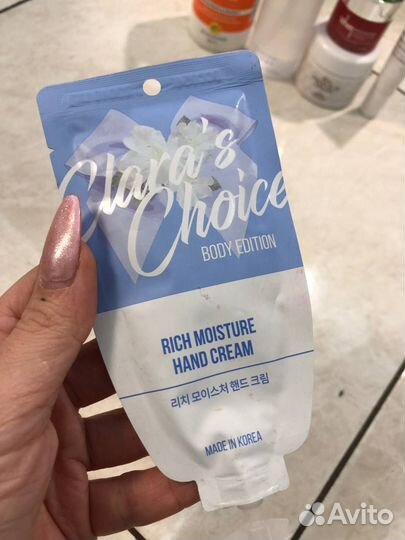 Clara's
Choice
BODY EDITION
RICH MOISTURE
HAND CREAM
리치 모이스처 핸드 크림
MADE IN KOREA
Avito